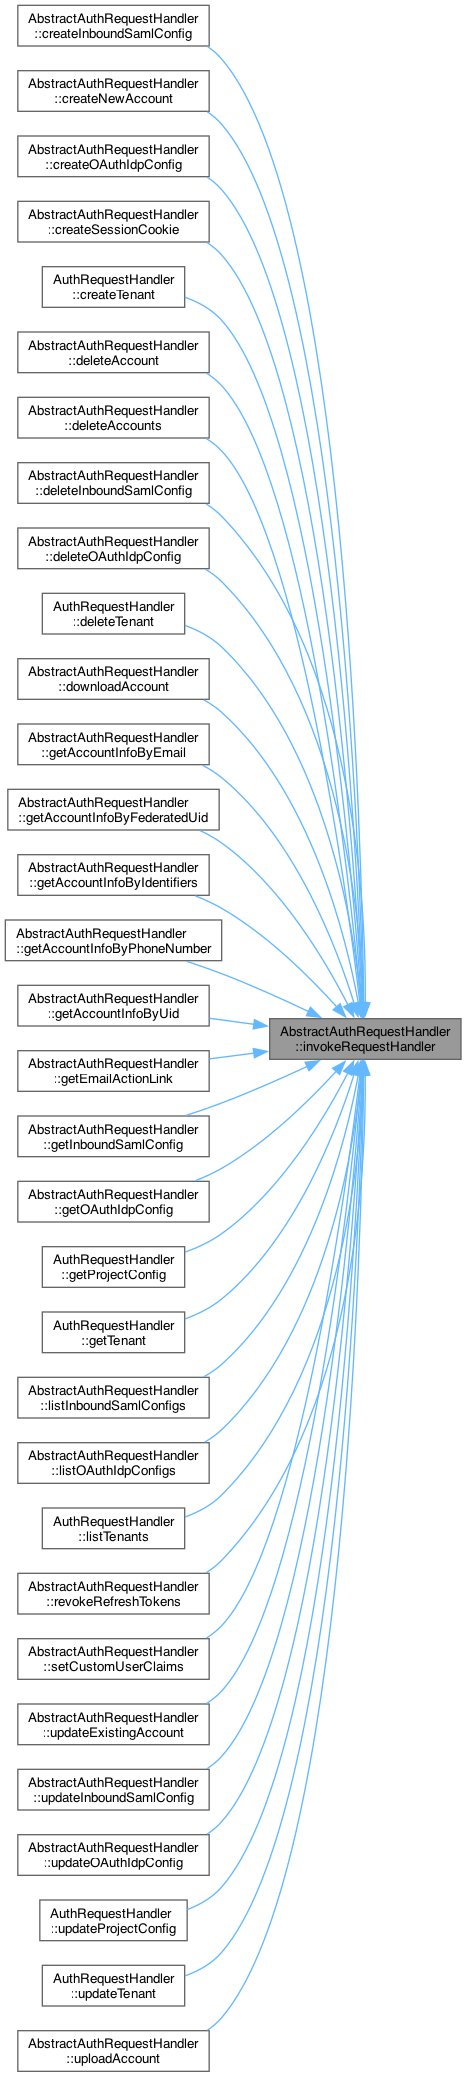 AbstractAuthRequestHandler
::createInboundSamlConfig
AbstractAuthRequestHandler
::createNewAccount
AbstractAuthRequestHandler
::createOAuthIdpConfig
AbstractAuthRequestHandler
::createSessionCookie
AuthRequestHandler
::createTenant
AbstractAuthRequestHandler
::deleteAccount
AbstractAuthRequestHandler
::deleteAccounts
AbstractAuthRequestHandler
::deleteInboundSamlConfig
AbstractAuthRequestHandler
::deleteOAuthIdpConfig
AuthRequestHandler
::deleteTenant
AbstractAuthRequestHandler
::downloadAccount
AbstractAuthRequestHandler
::getAccountInfoByEmail
AbstractAuthRequestHandler
::getAccountInfoByFederatedUid
AbstractAuthRequestHandler
::getAccountInfoByIdentifiers
AbstractAuthRequestHandler
::getAccountInfoByPhoneNumber
AbstractAuthRequestHandler
::getAccountInfoByUid
AbstractAuthRequestHandler
::invokeRequestHandler
AbstractAuthRequestHandler
::getEmailActionLink
AbstractAuthRequestHandler
::getInboundSamlConfig
AbstractAuthRequestHandler
::getOAuthIdpConfig
AuthRequestHandler
::getProjectConfig
AuthRequestHandler
::getTenant
AbstractAuthRequestHandler
::listInboundSamlConfigs
AbstractAuthRequestHandler
::listOAuthIdpConfigs
AuthRequestHandler
::listTenants
AbstractAuthRequestHandler
::revokeRefreshTokens
AbstractAuthRequestHandler
::setCustomUserClaims
AbstractAuthRequestHandler
::updateExistingAccount
AbstractAuthRequestHandler
::updateInboundSamlConfig
AbstractAuthRequestHandler
::updateOAuthIdpConfig
AuthRequestHandler
::updateProjectConfig
AuthRequestHandler
::updateTenant
AbstractAuthRequestHandler
::uploadAccount